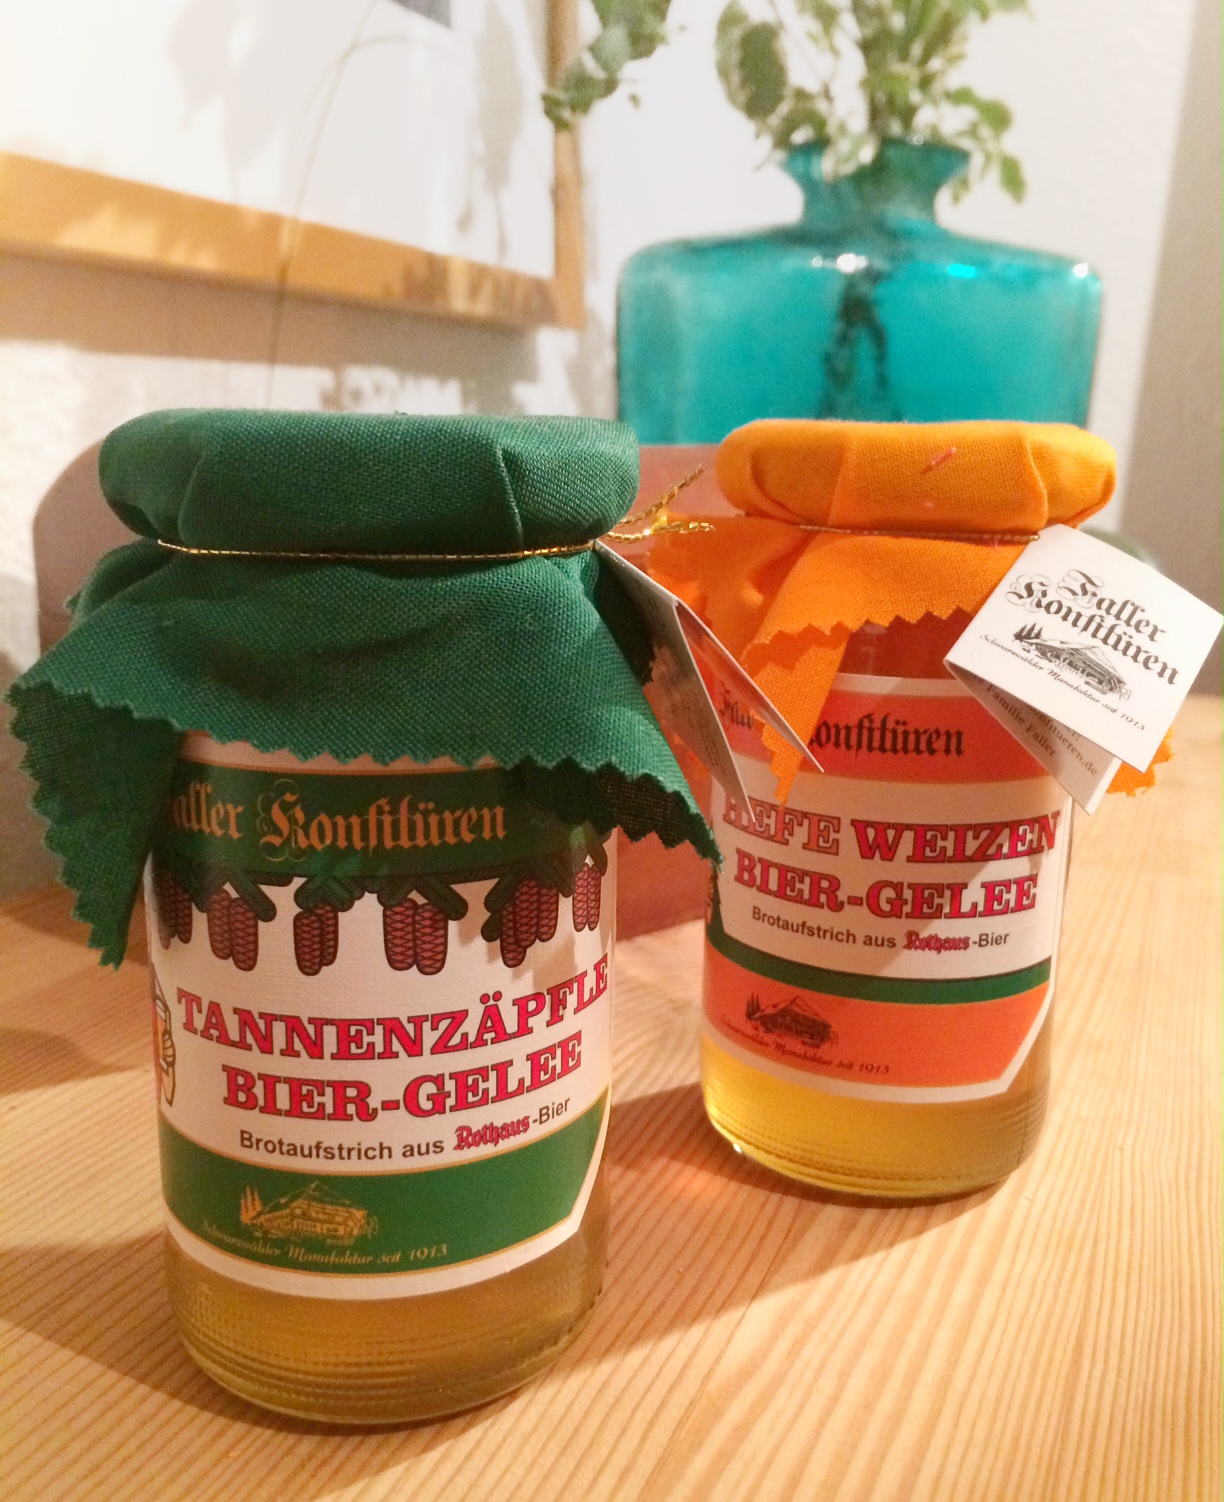 Faller Konfitüren
TANNENZÄPFLE
BIER-GELEE
Brotaufstrich aus Rothaus-Bier
Schwarzwälder Manufaktur seit 1913
Konfitüren
HEFE WEIZEN
BIER-GELEE
Brotaufstrich aus Rothaus-Bier
Schwarzwälder Manufaktur seit 1913
Faller
Konfitüren
Schwarzwälder Manufaktur seit 1913
Familie Faller